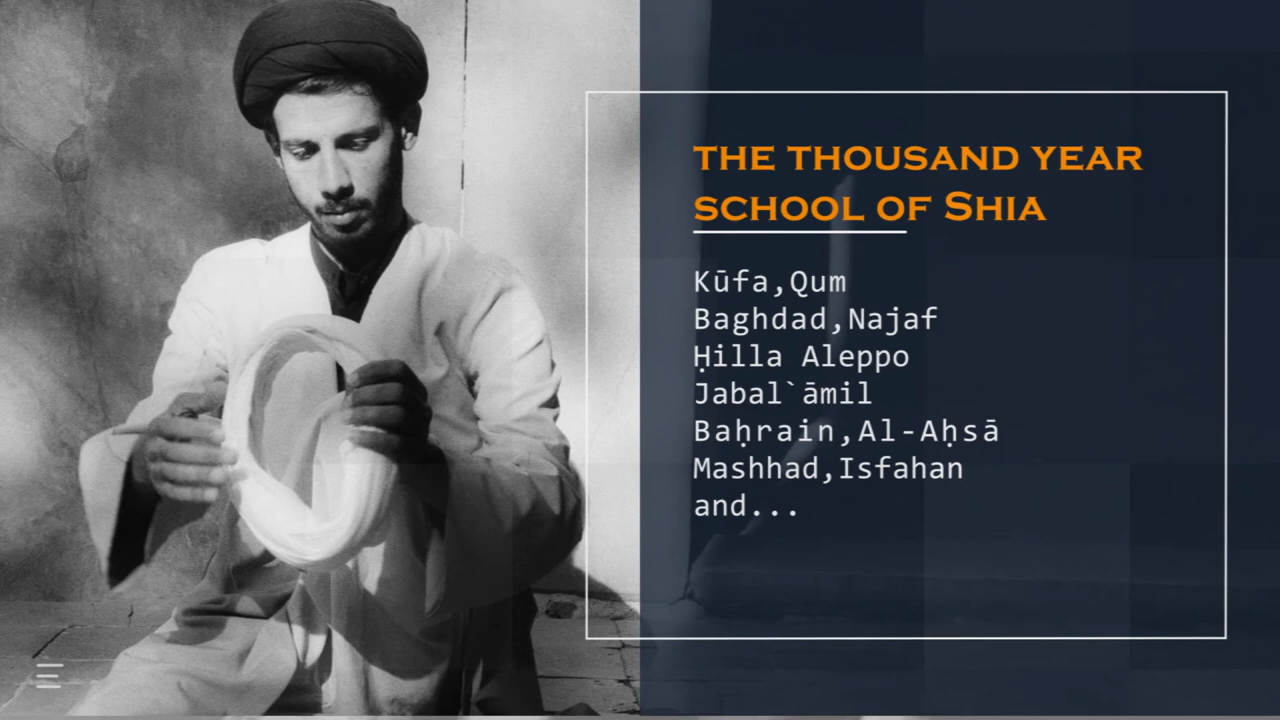 THE THOUSAND YEAR
SCHOOL OF SHIA
Kūfa,Qum
Baghdad,Najaf
Ḥilla Aleppo
Jabal`āmil
Baḥrain,Al-Aḥsā
Mashhad,Isfahan
and...